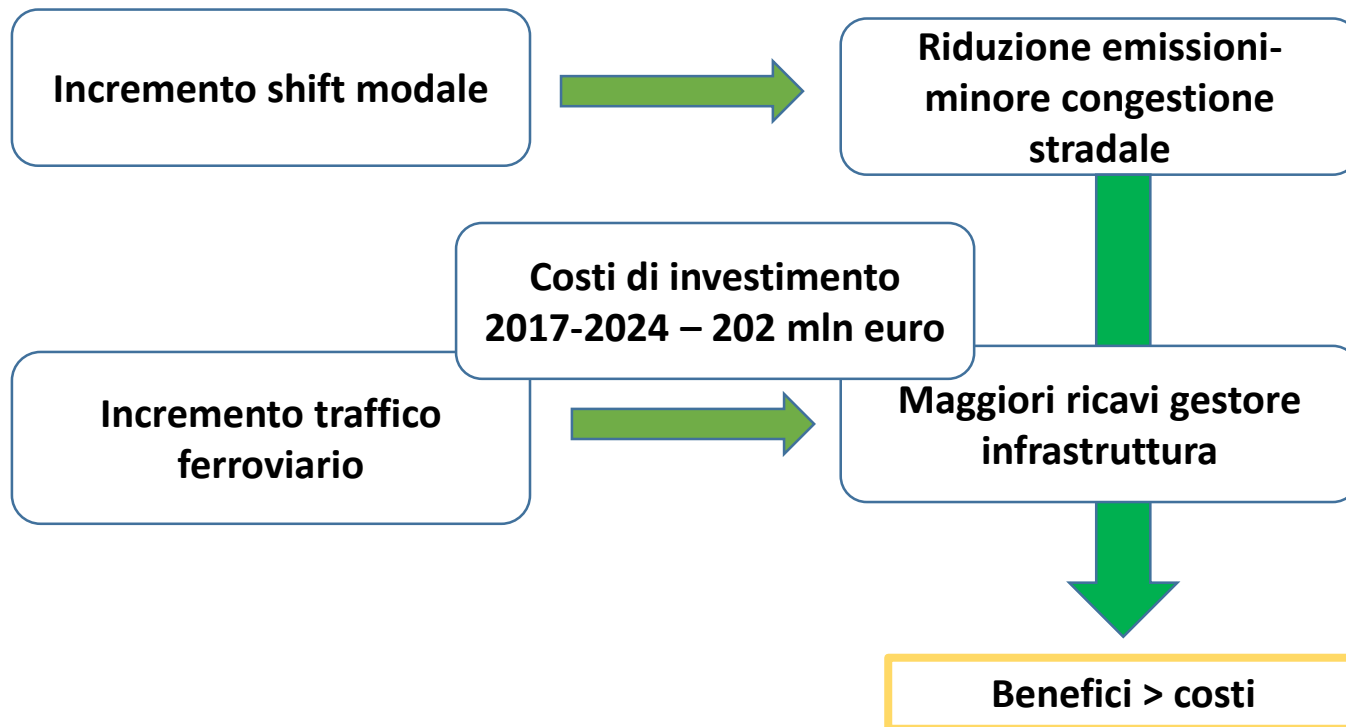 Incremento shift modale
Riduzione emissioni-
minore congestione
stradale
Costi di investimento
2017-2024 – 202 mln euro
Incremento traffico
ferroviario
Maggiori ricavi gestore
infrastruttura
Benefici > costi